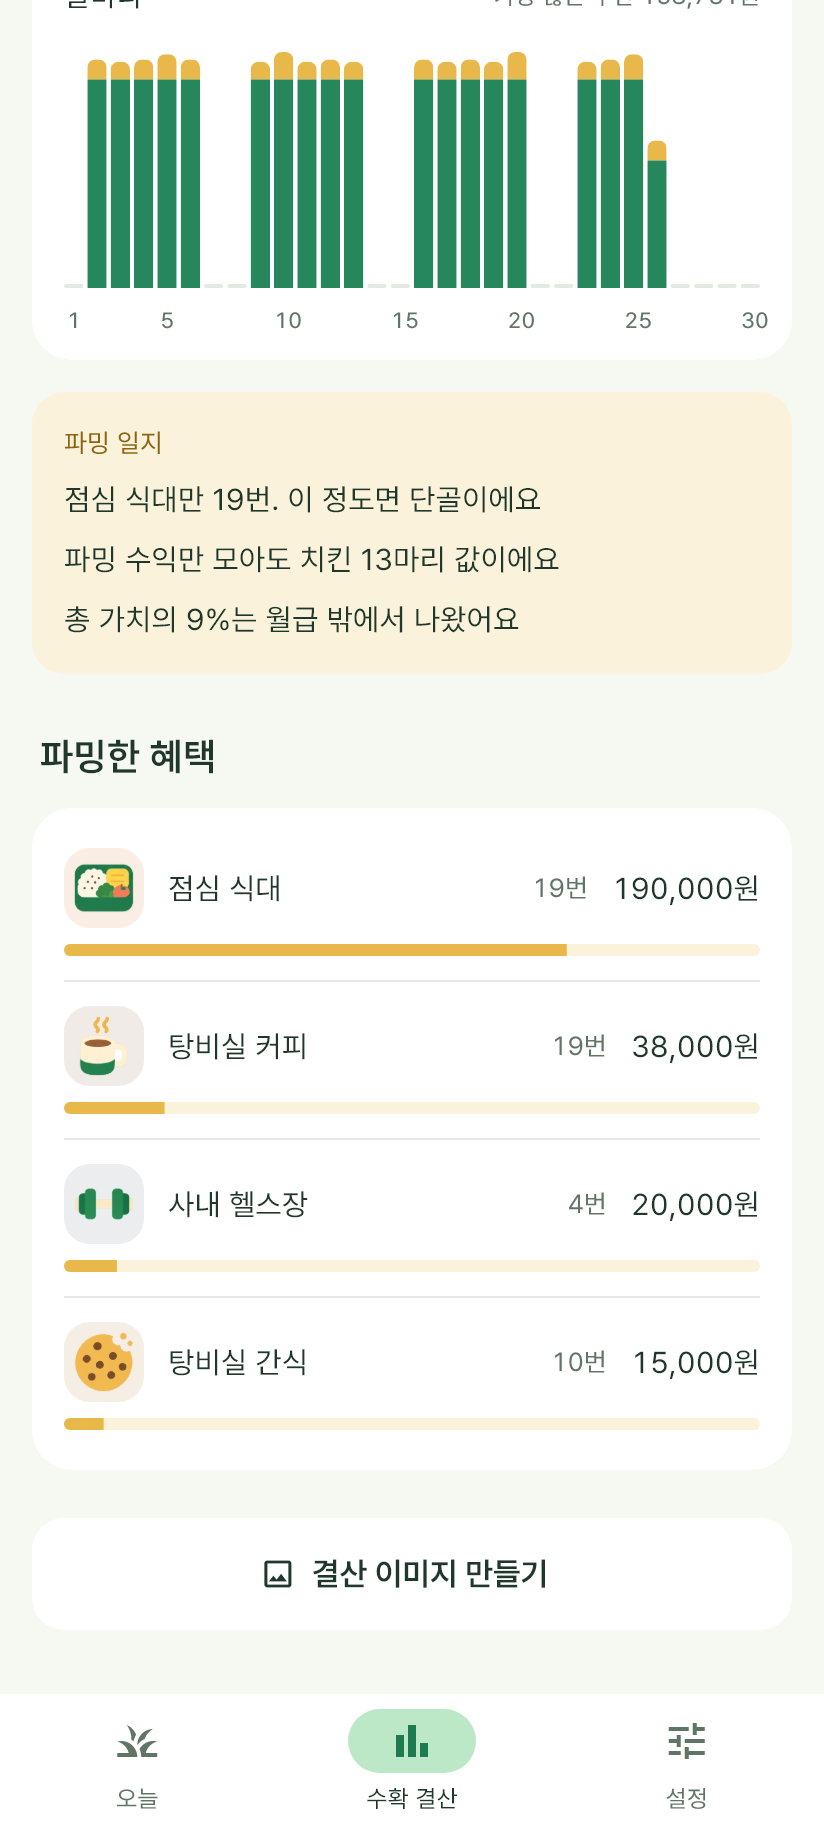 1 5 10 15 20 25 30
파밍 일지
점심 식대만 19번. 이 정도면 단골이에요
파밍 수익만 모아도 치킨 13마리 값이에요
총 가치의 9%는 월급 밖에서 나왔어요
파밍한 혜택
점심 식대 19번 190,000원
탕비실 커피 19번 38,000원
사내 헬스장 4번 20,000원
탕비실 간식 10번 15,000원
결산 이미지 만들기
오늘 수확 결산 설정